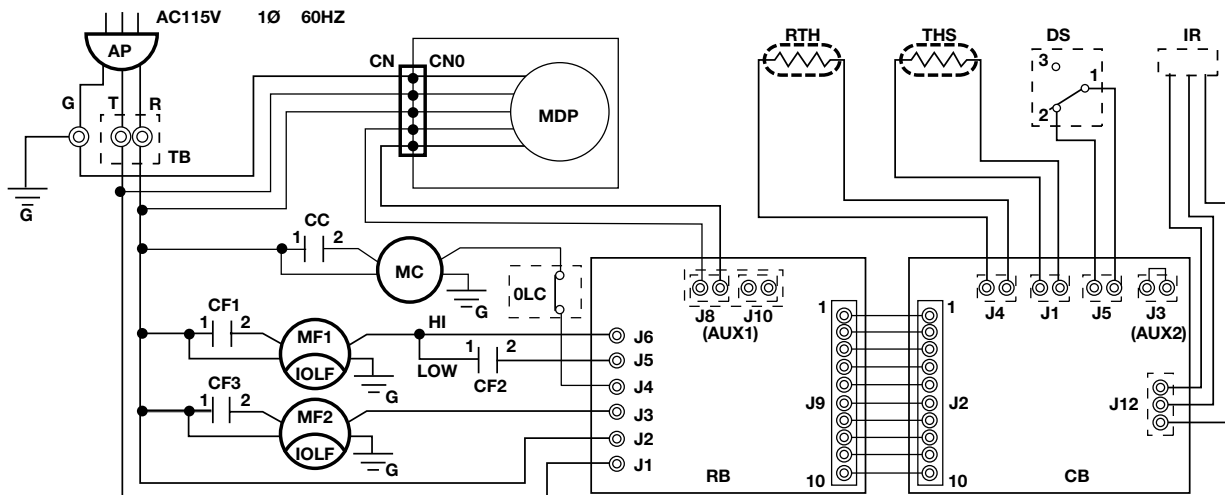 AC115V 1Ø 60HZ
AP
RTH
THS
DS
IR
CN
CN0
3
1
2
G
T
R
MDP
TB
G
CC
1
2
MC
G
0LC
CF1
1
2
HI
MF1
IOLF
G
LOW
1
2
CF2
CF3
1
2
MF2
IOLF
G
J6
J5
J4
J3
J2
J1
J8
J10
(AUX1)
1
J9
10
RB
1
J2
10
J4
J1
J5
J3
(AUX2)
J12
CB